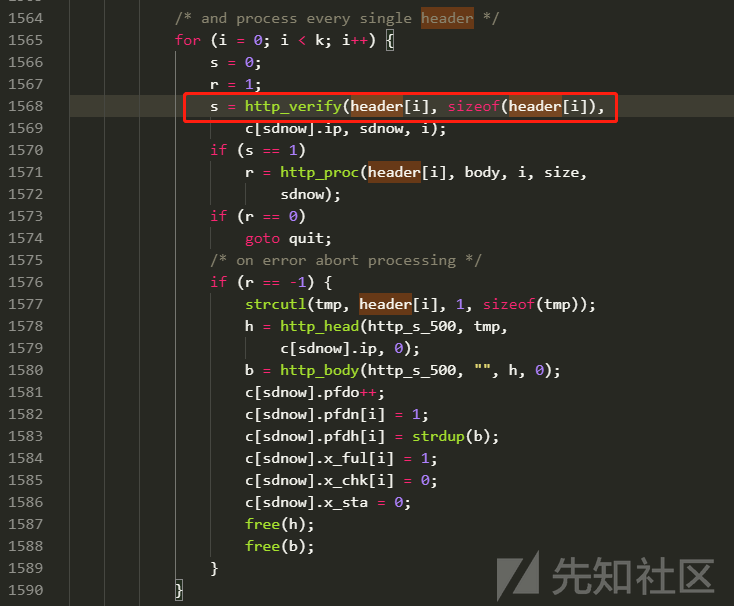 1564 /* and process every single header */
1565 for (i = 0; i < k; i++) {
1566 s = 0;
1567 r = 1;
1568 s = http_verify(header[i], sizeof(header[i]),
1569 c[sdnow].ip, sdnow, i);
1570 if (s == 1)
1571 r = http_proc(header[i], body, i, size,
1572 sdnow);
1573 if (r == 0)
1574 goto quit;
1575 /* on error abort processing */
1576 if (r == -1) {
1577 strcutl(tmp, header[i], 1, sizeof(tmp));
1578 h = http_head(http_s_500, tmp,
1579 c[sdnow].ip, 0);
1580 b = http_body(http_s_500, "", h, 0);
1581 c[sdnow].pfdo++;
1582 c[sdnow].pfdn[i] = 1;
1583 c[sdnow].pfdh[i] = strdup(b);
1584 c[sdnow].x_ful[i] = 1;
1585 c[sdnow].x_chk[i] = 0;
1586 c[sdnow].x_sta = 0;
1587 free(h);
1588 free(b);
1589 }
1590 }
先知社区